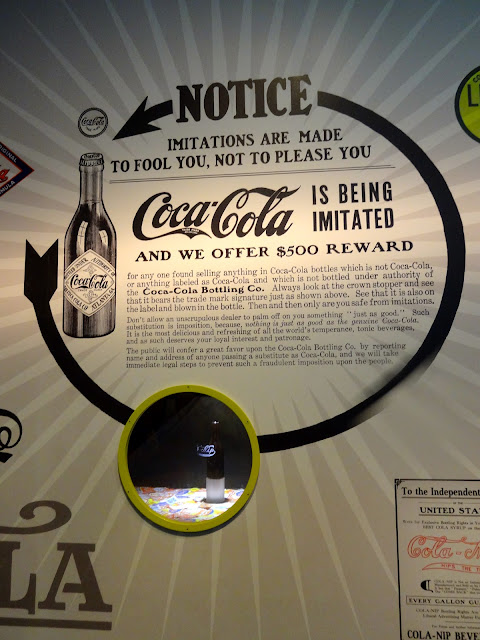 NOTICE
IMITATIONS ARE MADE
TO FOOL YOU, NOT TO PLEASE YOU
Coca-Cola IS BEING
IMITATED
AND WE OFFER $500 REWARD
for any one found selling anything in Coca-Cola bottles which is not Coca-Cola,
or anything labeled as Coca-Cola and which is not bottled under authority of
the Coca-Cola Bottling Co. Always look at the crown stopper and see
that it bears the trade mark signature just as shown above. See that it is also on
the label and blown in the bottle. Then and then only are you safe from imitations.
Don't allow an unscrupulous dealer to palm off on you something "just as good." Such
substitution is imposition, because, nothing is just as good as the genuine Coca-Cola.
It is the most delicious and refreshing of all the world's temperance, tonic beverages,
and as such deserves your loyal interest and patronage.
The public will confer a great favor upon the Coca-Cola Bottling Co. by reporting
name and address of anyone passing a substitute as Coca-Cola, and we will take
immediate legal steps to prevent such a fraudulent imposition upon the people.
Coca-Cola
Coca-Cola
LA
To the Independent
UNITED STA
EVERY GALLON GU
COLA-NIP BEVE